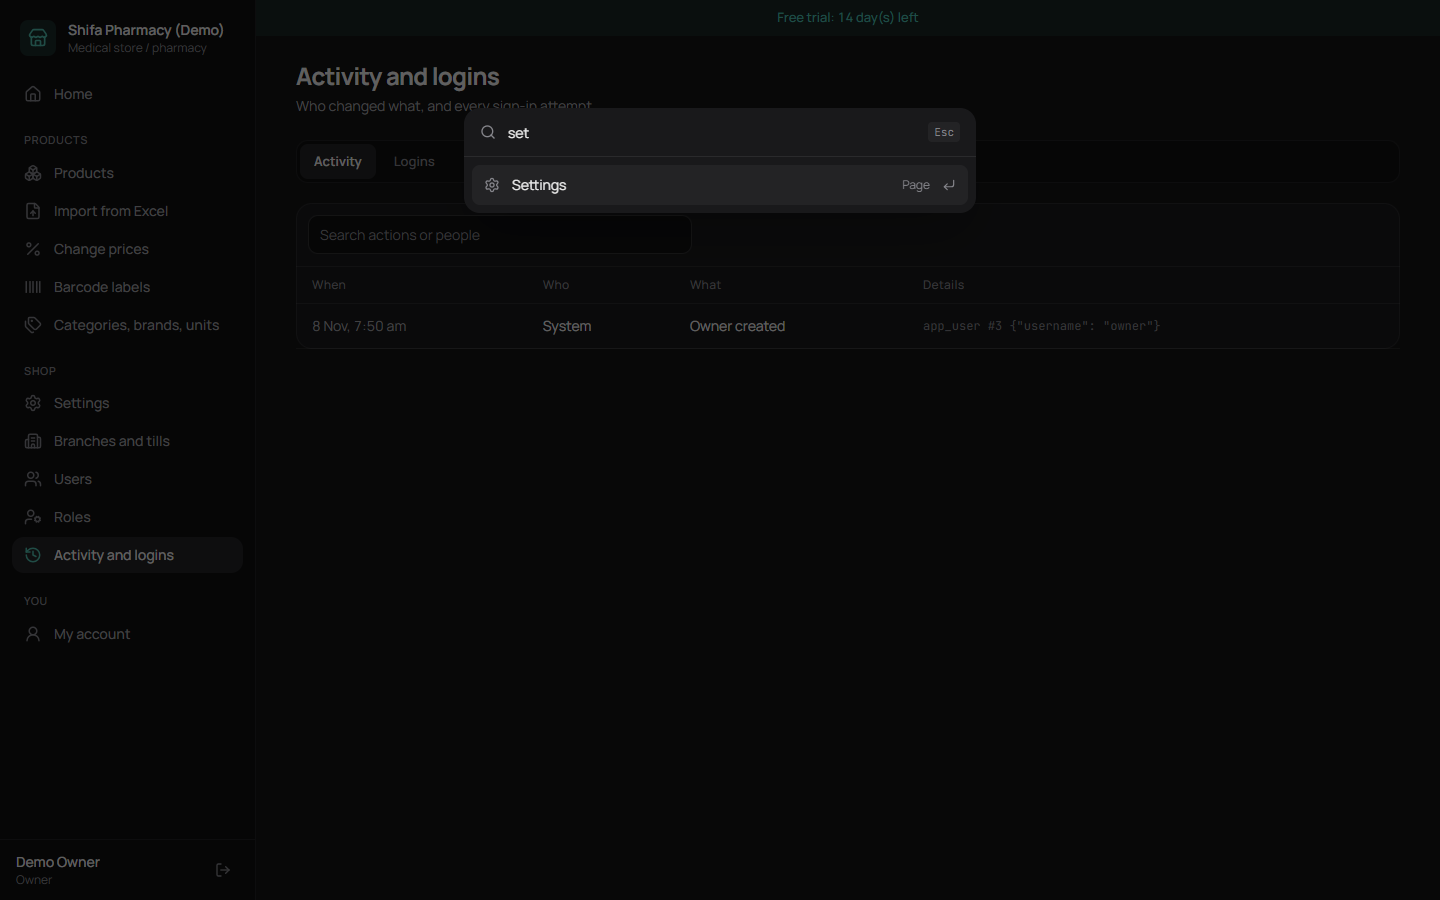 Shifa Pharmacy (Demo)
Medical store / pharmacy
Home
PRODUCTS
Products
Import from Excel
Change prices
Barcode labels
Categories, brands, units
SHOP
Settings
Branches and tills
Users
Roles
Activity and logins
YOU
My account
Demo Owner
Owner
Free trial: 14 day(s) left
Activity and logins
Who changed what, and every sign-in attempt
set Esc
Settings Page
Activity Logins
Search actions or people
When Who What Details
8 Nov, 7:50 am System Owner created app_user #3 {"username": "owner"}